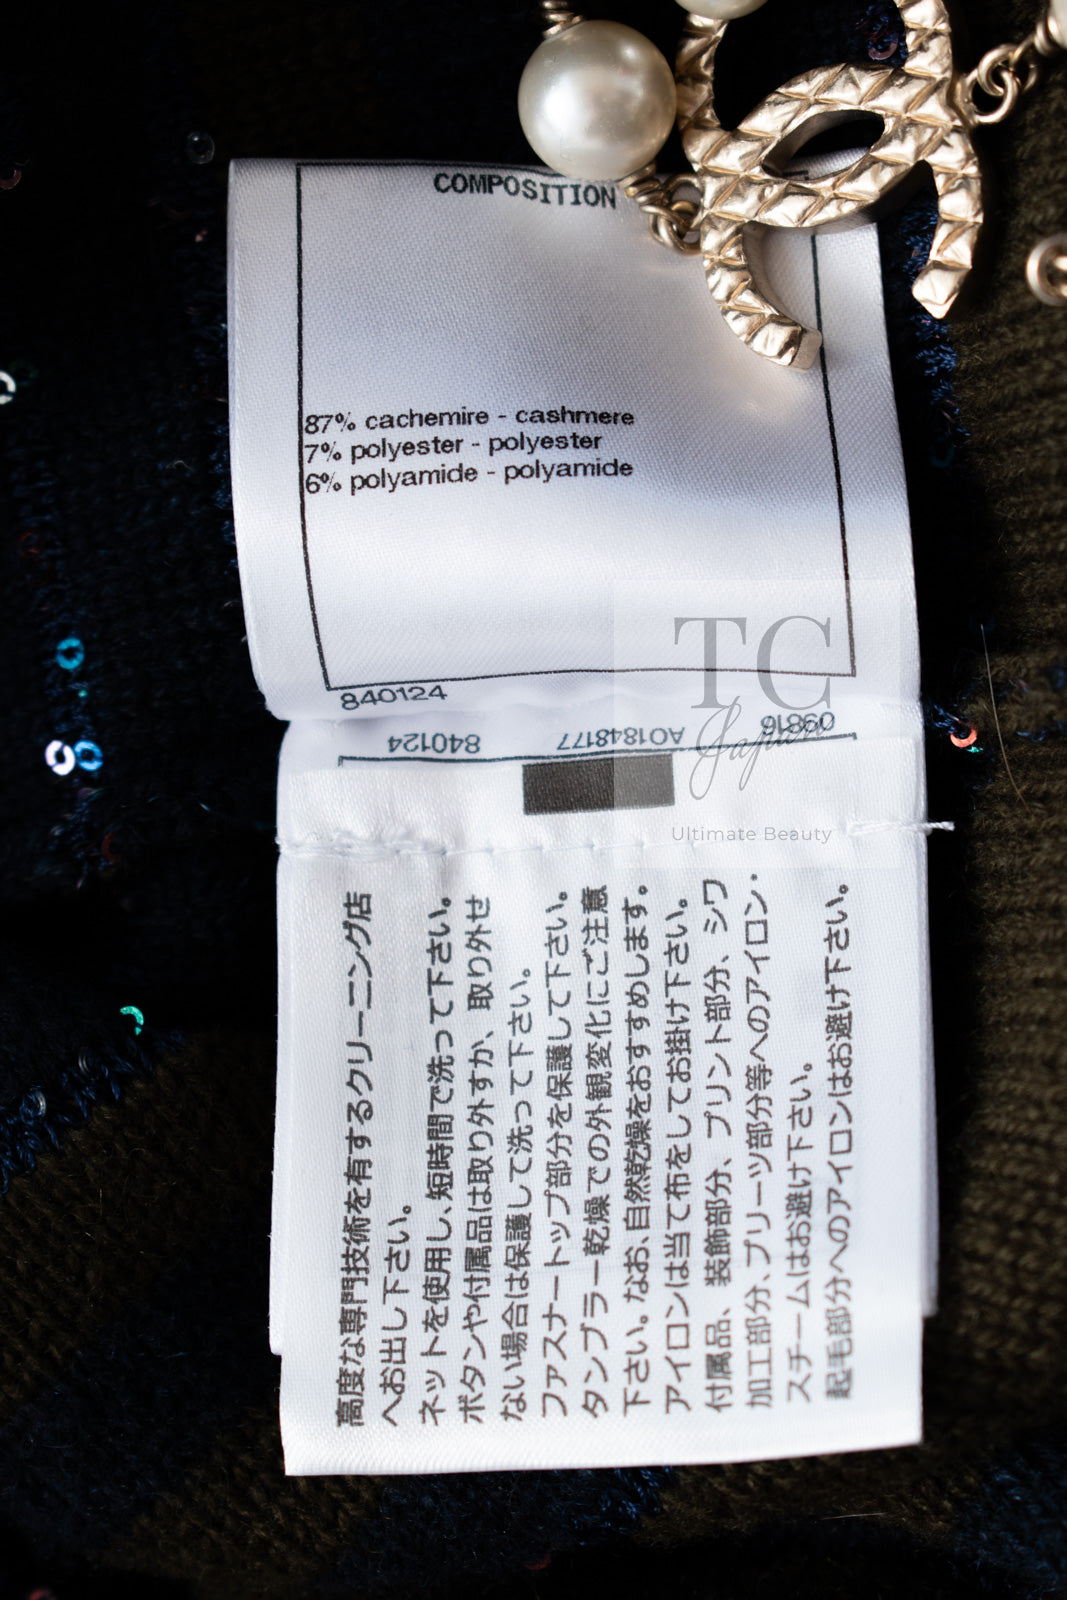 COMPOSITION
87% cachemire - cashmere
7% polyester - polyester
6% polyamide - polyamide
840124
840124 A01848177 09816
TC
Japan
Ultimate Beauty
高度な専門技術を有するクリーニング店
へお出し下さい。
ネットを使用し、短時間で洗って下さい。
ボタンや付属品は取り外すか、取り外せ
ない場合は保護して洗って下さい。
ファスナートップ部分を保護して下さい。
タンブラー乾燥での外観変化にご注意
下さい。なお、自然乾燥をおすすめします。
アイロンは当て布をしてお掛け下さい。
付属品、装飾部分、プリント部分、シワ
加工部分、プリーツ部分等へのアイロン・
スチームはお避け下さい。
起毛部分へのアイロンはお避け下さい。